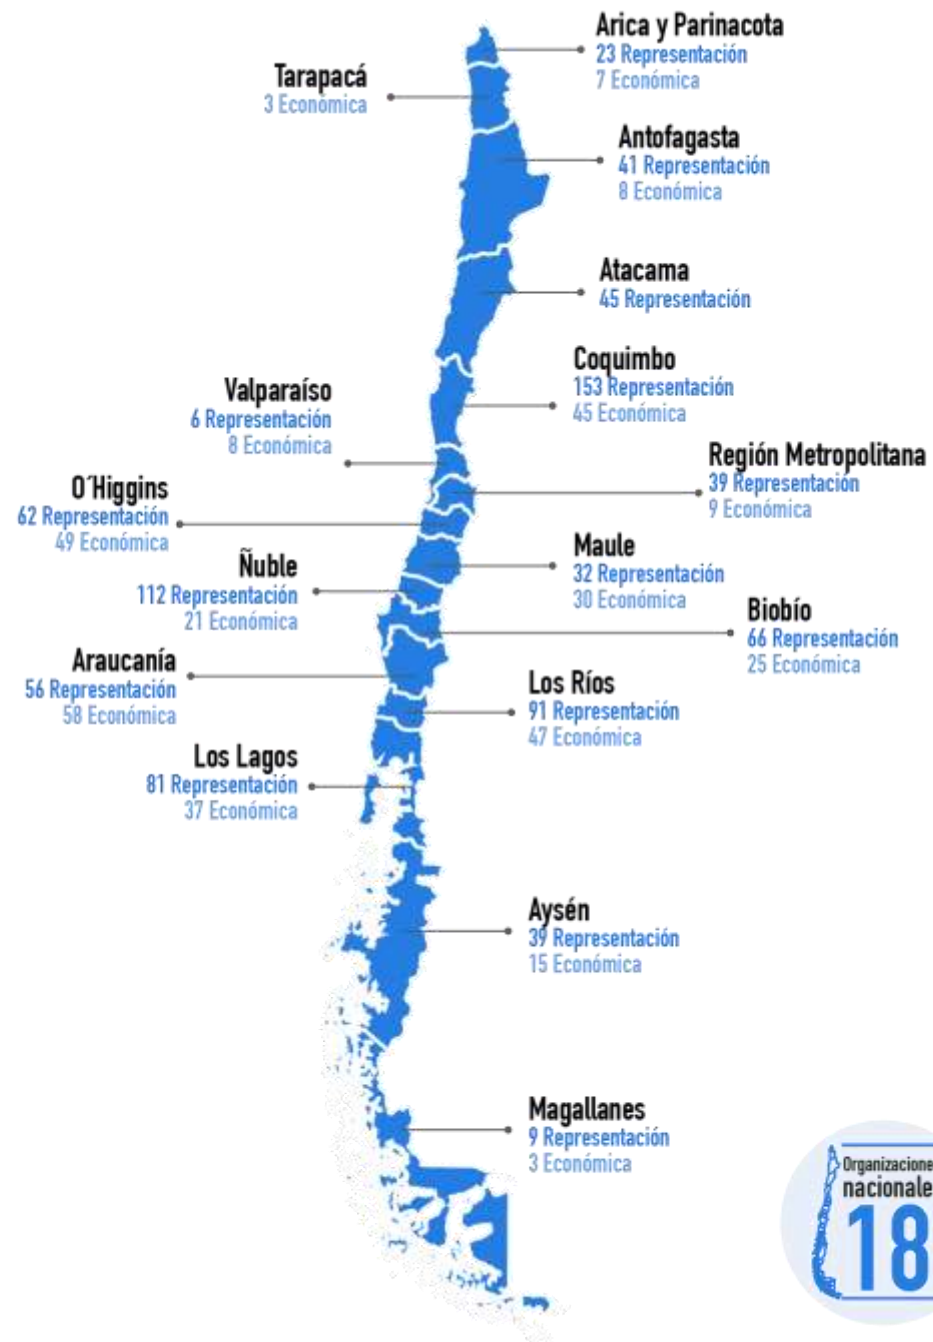 Arica y Parinacota
23 Representación
7 Económica
Tarapacá
3 Económica
Antofagasta
41 Representación
8 Económica
Atacama
45 Representación
Coquimbo
153 Representación
45 Económica
Valparaíso
6 Representación
8 Económica
Región Metropolitana
39 Representación
9 Económica
O´Higgins
62 Representación
49 Económica
Maule
32 Representación
30 Económica
Ñuble
112 Representación
21 Económica
Biobío
66 Representación
25 Económica
Araucanía
56 Representación
58 Económica
Los Ríos
91 Representación
47 Económica
Los Lagos
81 Representación
37 Económica
Aysén
39 Representación
15 Económica
Magallanes
9 Representación
3 Económica
Organizacione
nacionale
18